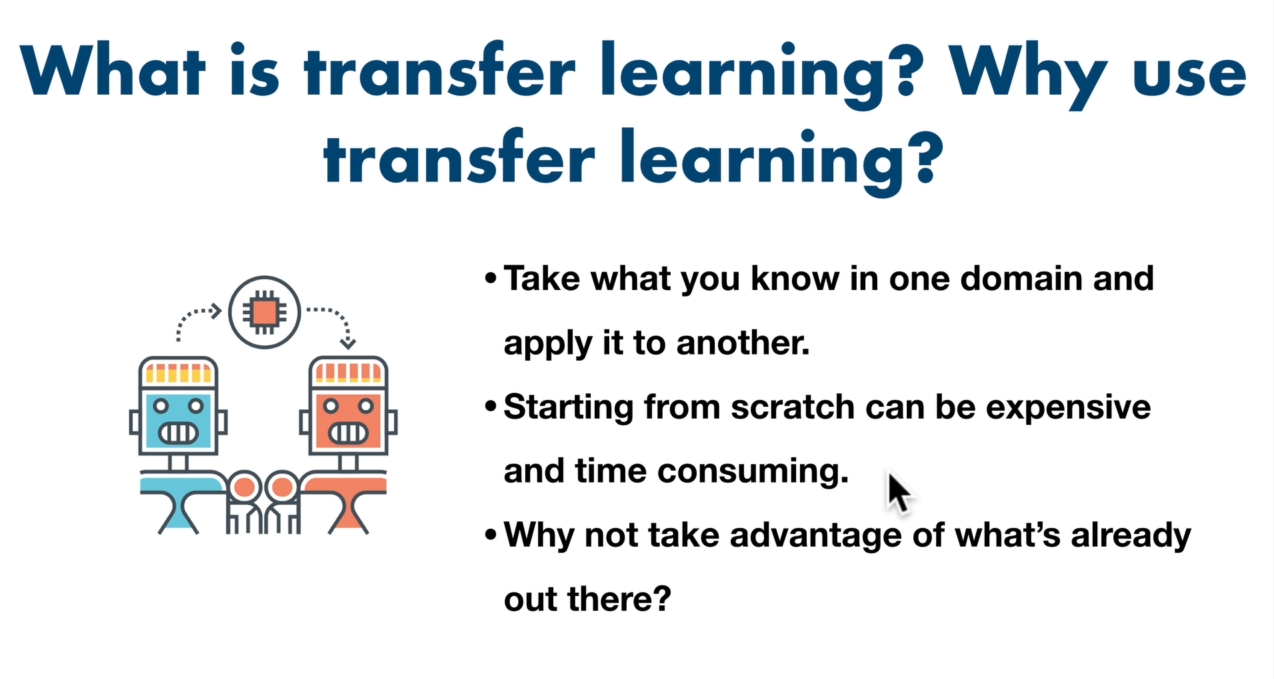 What is transfer learning? Why use
transfer learning?
• Take what you know in one domain and
apply it to another.
• Starting from scratch can be expensive
and time consuming.
• Why not take advantage of what’s already
out there?